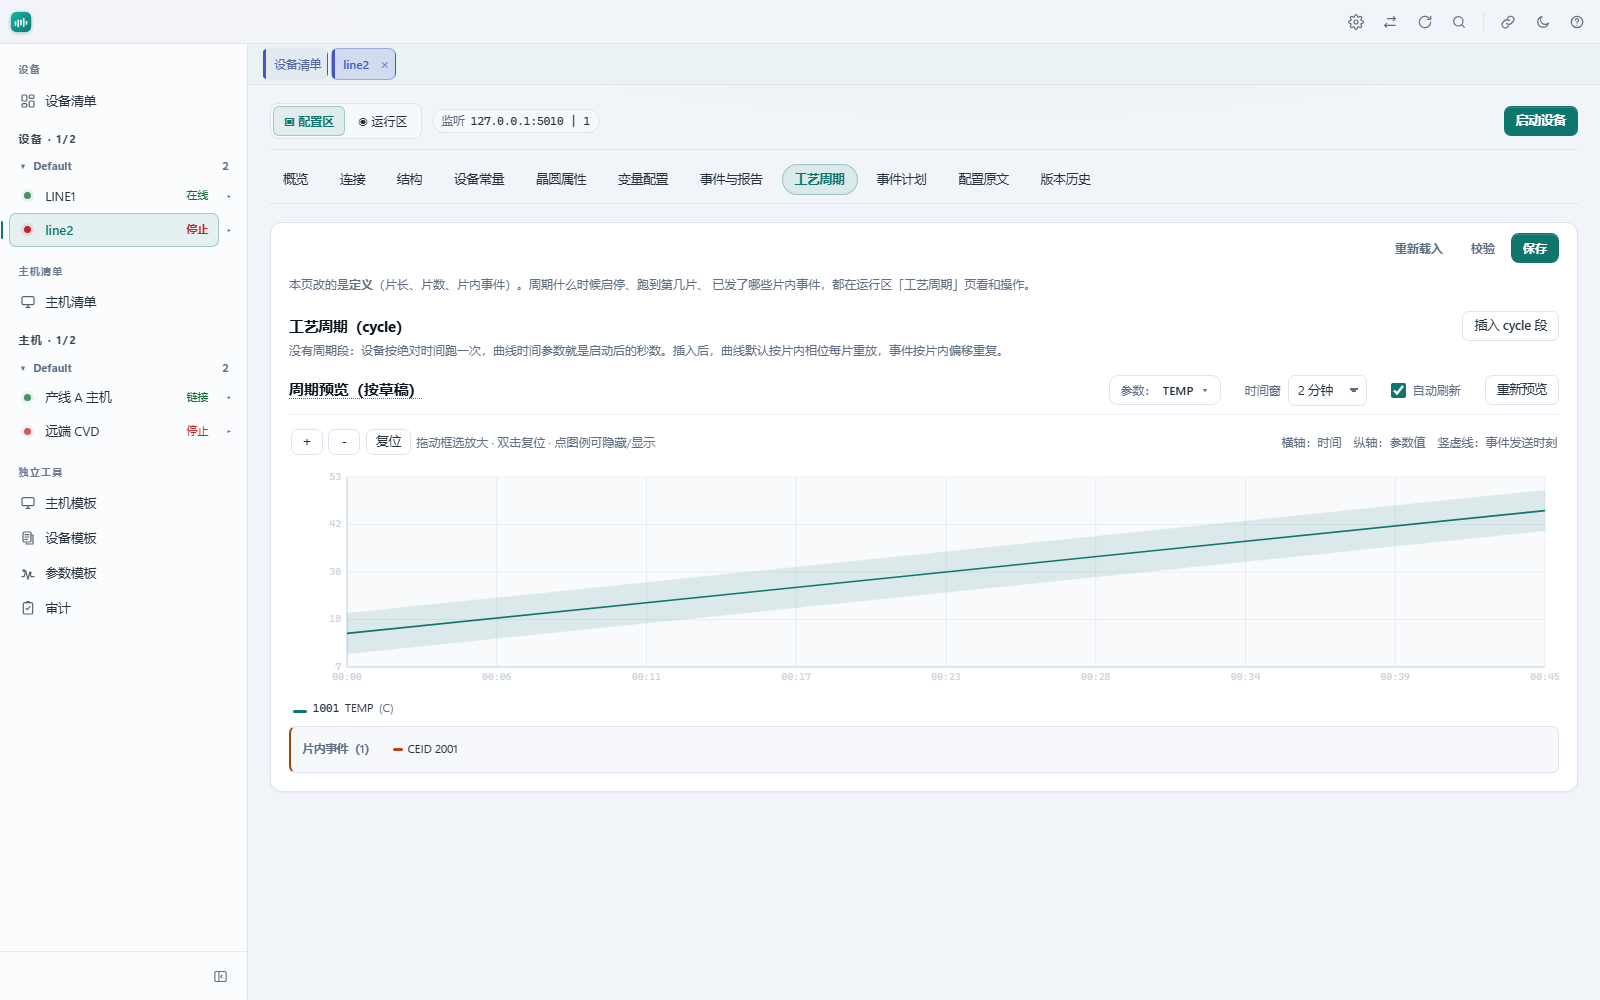 设备
设备清单
设备 · 1/2
Default 2
LINE1 在线
line2 停止
主机清单
主机清单
主机 · 1/2
Default 2
产线 A 主机 链接
远端 CVD 停止
独立工具
主机模板
设备模板
参数模板
审计
设备清单 line2 ×
配置区 运行区 监听 127.0.0.1:5010 | 1 启动设备
概览 连接 结构 设备常量 晶圆属性 变量配置 事件与报告 工艺周期 事件计划 配置原文 版本历史
重新载入 校验 保存
本页改的是定义（片长、片数、片内事件）。周期什么时候启停、跑到第几片、 已发了哪些片内事件，都在运行区「工艺周期」页看和操作。
工艺周期（cycle） 插入 cycle 段
没有周期段：设备按绝对时间跑一次，曲线时间参数就是启动后的秒数。插入后，曲线默认按片内相位每片重放，事件按片内偏移重复。
周期预览（按草稿） 参数： TEMP 时间窗 2 分钟 自动刷新 重新预览
+ - 复位 拖动框选放大 · 双击复位 · 点图例可隐藏/显示 横轴：时间 纵轴：参数值 竖虚线：事件发送时刻
53
42
30
18
7
00:00 00:06 00:11 00:17 00:23 00:28 00:34 00:39 00:45
1001 TEMP (C)
片内事件（1） CEID 2001